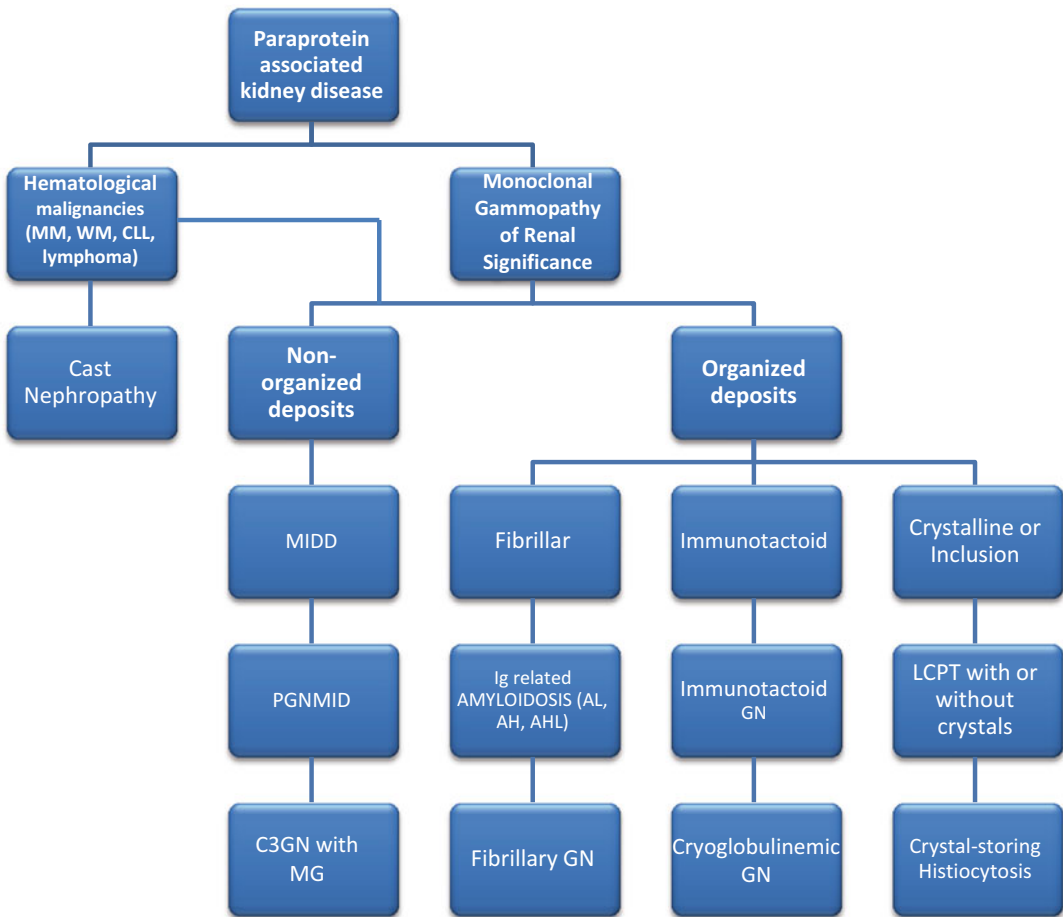 Paraprotein
associated
kidney disease
Hematological
malignancies
(MM, WM, CLL,
lymphoma)
Monoclonal
Gammopathy
of Renal
Significance
Cast
Nephropathy
Non-
organized
deposits
Organized
deposits
MIDD
Fibrillar
Immunotactoid
Crystalline or
Inclusion
PGNMID
Ig related
AMYLOIDOSIS (AL,
AH, AHL)
Immunotactoid
GN
LCPT with or
without
crystals
C3GN with
MG
Fibrillary GN
Cryoglobulinemic
GN
Crystal-storing
Histiocytosis